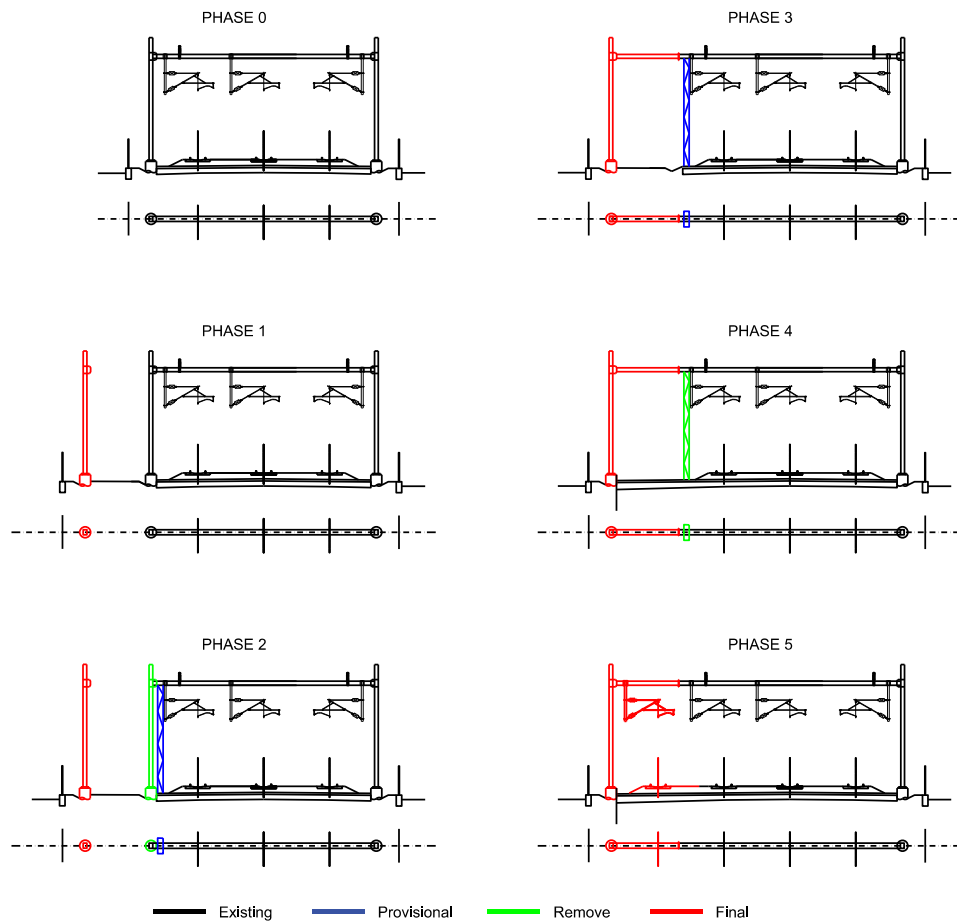 PHASE 0
PHASE 3
PHASE 1
PHASE 4
PHASE 2
PHASE 5
Existing
Provisional
Remove
Final